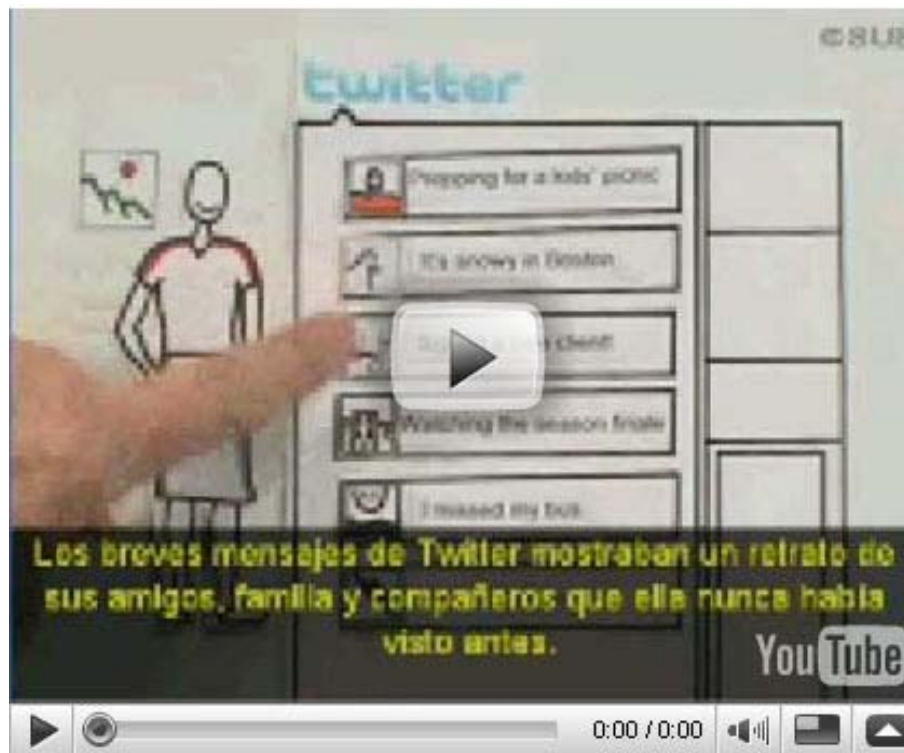 twitter
Prepping for a kids' picnic
It's snowy in Boston
client!
Watching the season finale
I missed my bus
Los breves mensajes de Twitter mostraban un retrato de
sus amigos, familia y compañeros que ella nunca había
visto antes.
YouTube
0:00 / 0:00